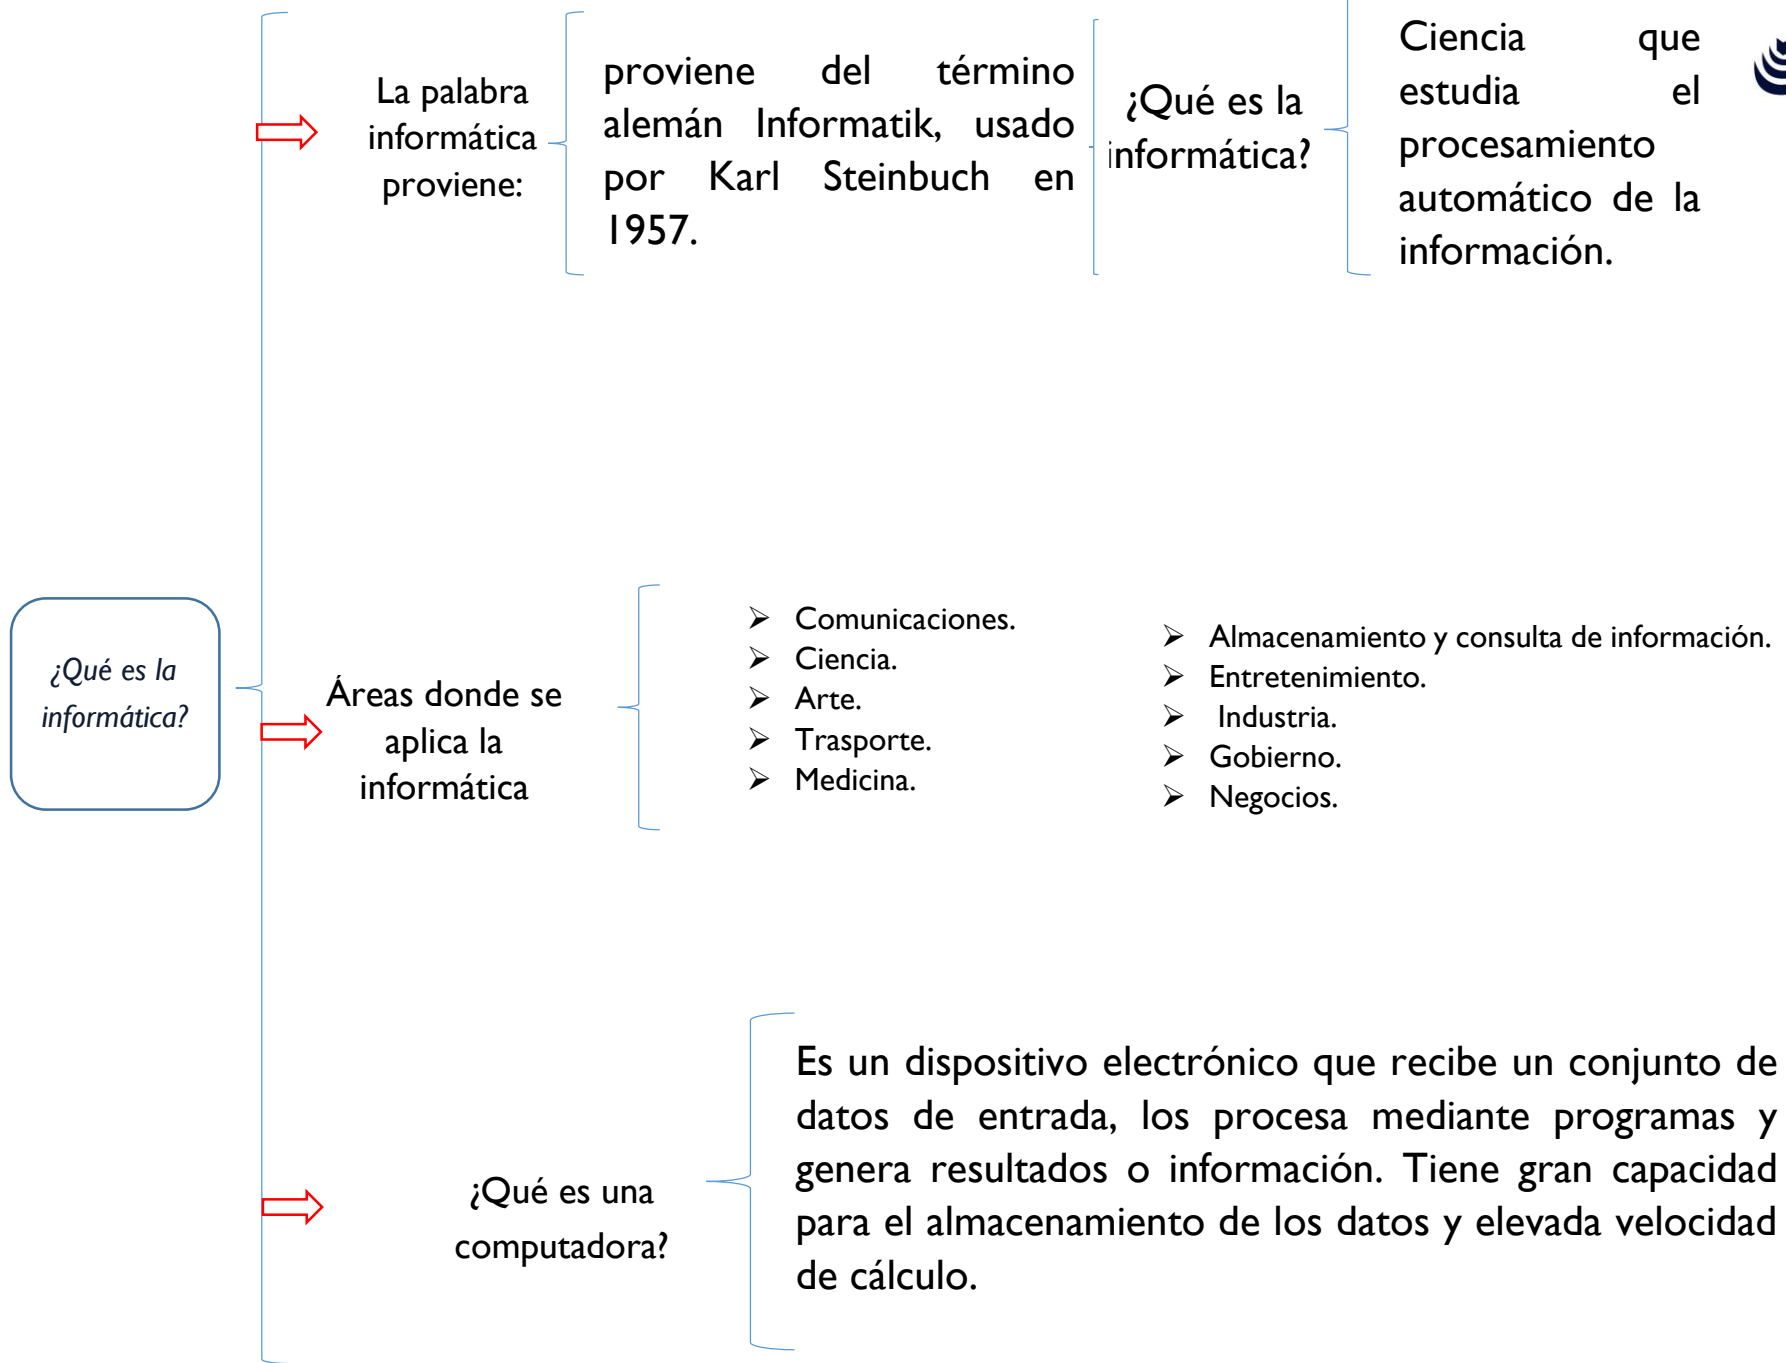 La palabra
informática
proviene:
proviene del término
alemán Informatik, usado
por Karl Steinbuch en
1957.
¿Qué es la
informática?
Ciencia que
estudia el
procesamiento
automático de la
información.
¿Qué es la
informática?
Áreas donde se
aplica la
informática
➢ Comunicaciones.
➢ Ciencia.
➢ Arte.
➢ Trasporte.
➢ Medicina.
➢ Almacenamiento y consulta de información.
➢ Entretenimiento.
➢ Industria.
➢ Gobierno.
➢ Negocios.
¿Qué es una
computadora?
Es un dispositivo electrónico que recibe un conjunto de
datos de entrada, los procesa mediante programas y
genera resultados o información. Tiene gran capacidad
para el almacenamiento de los datos y elevada velocidad
de cálculo.